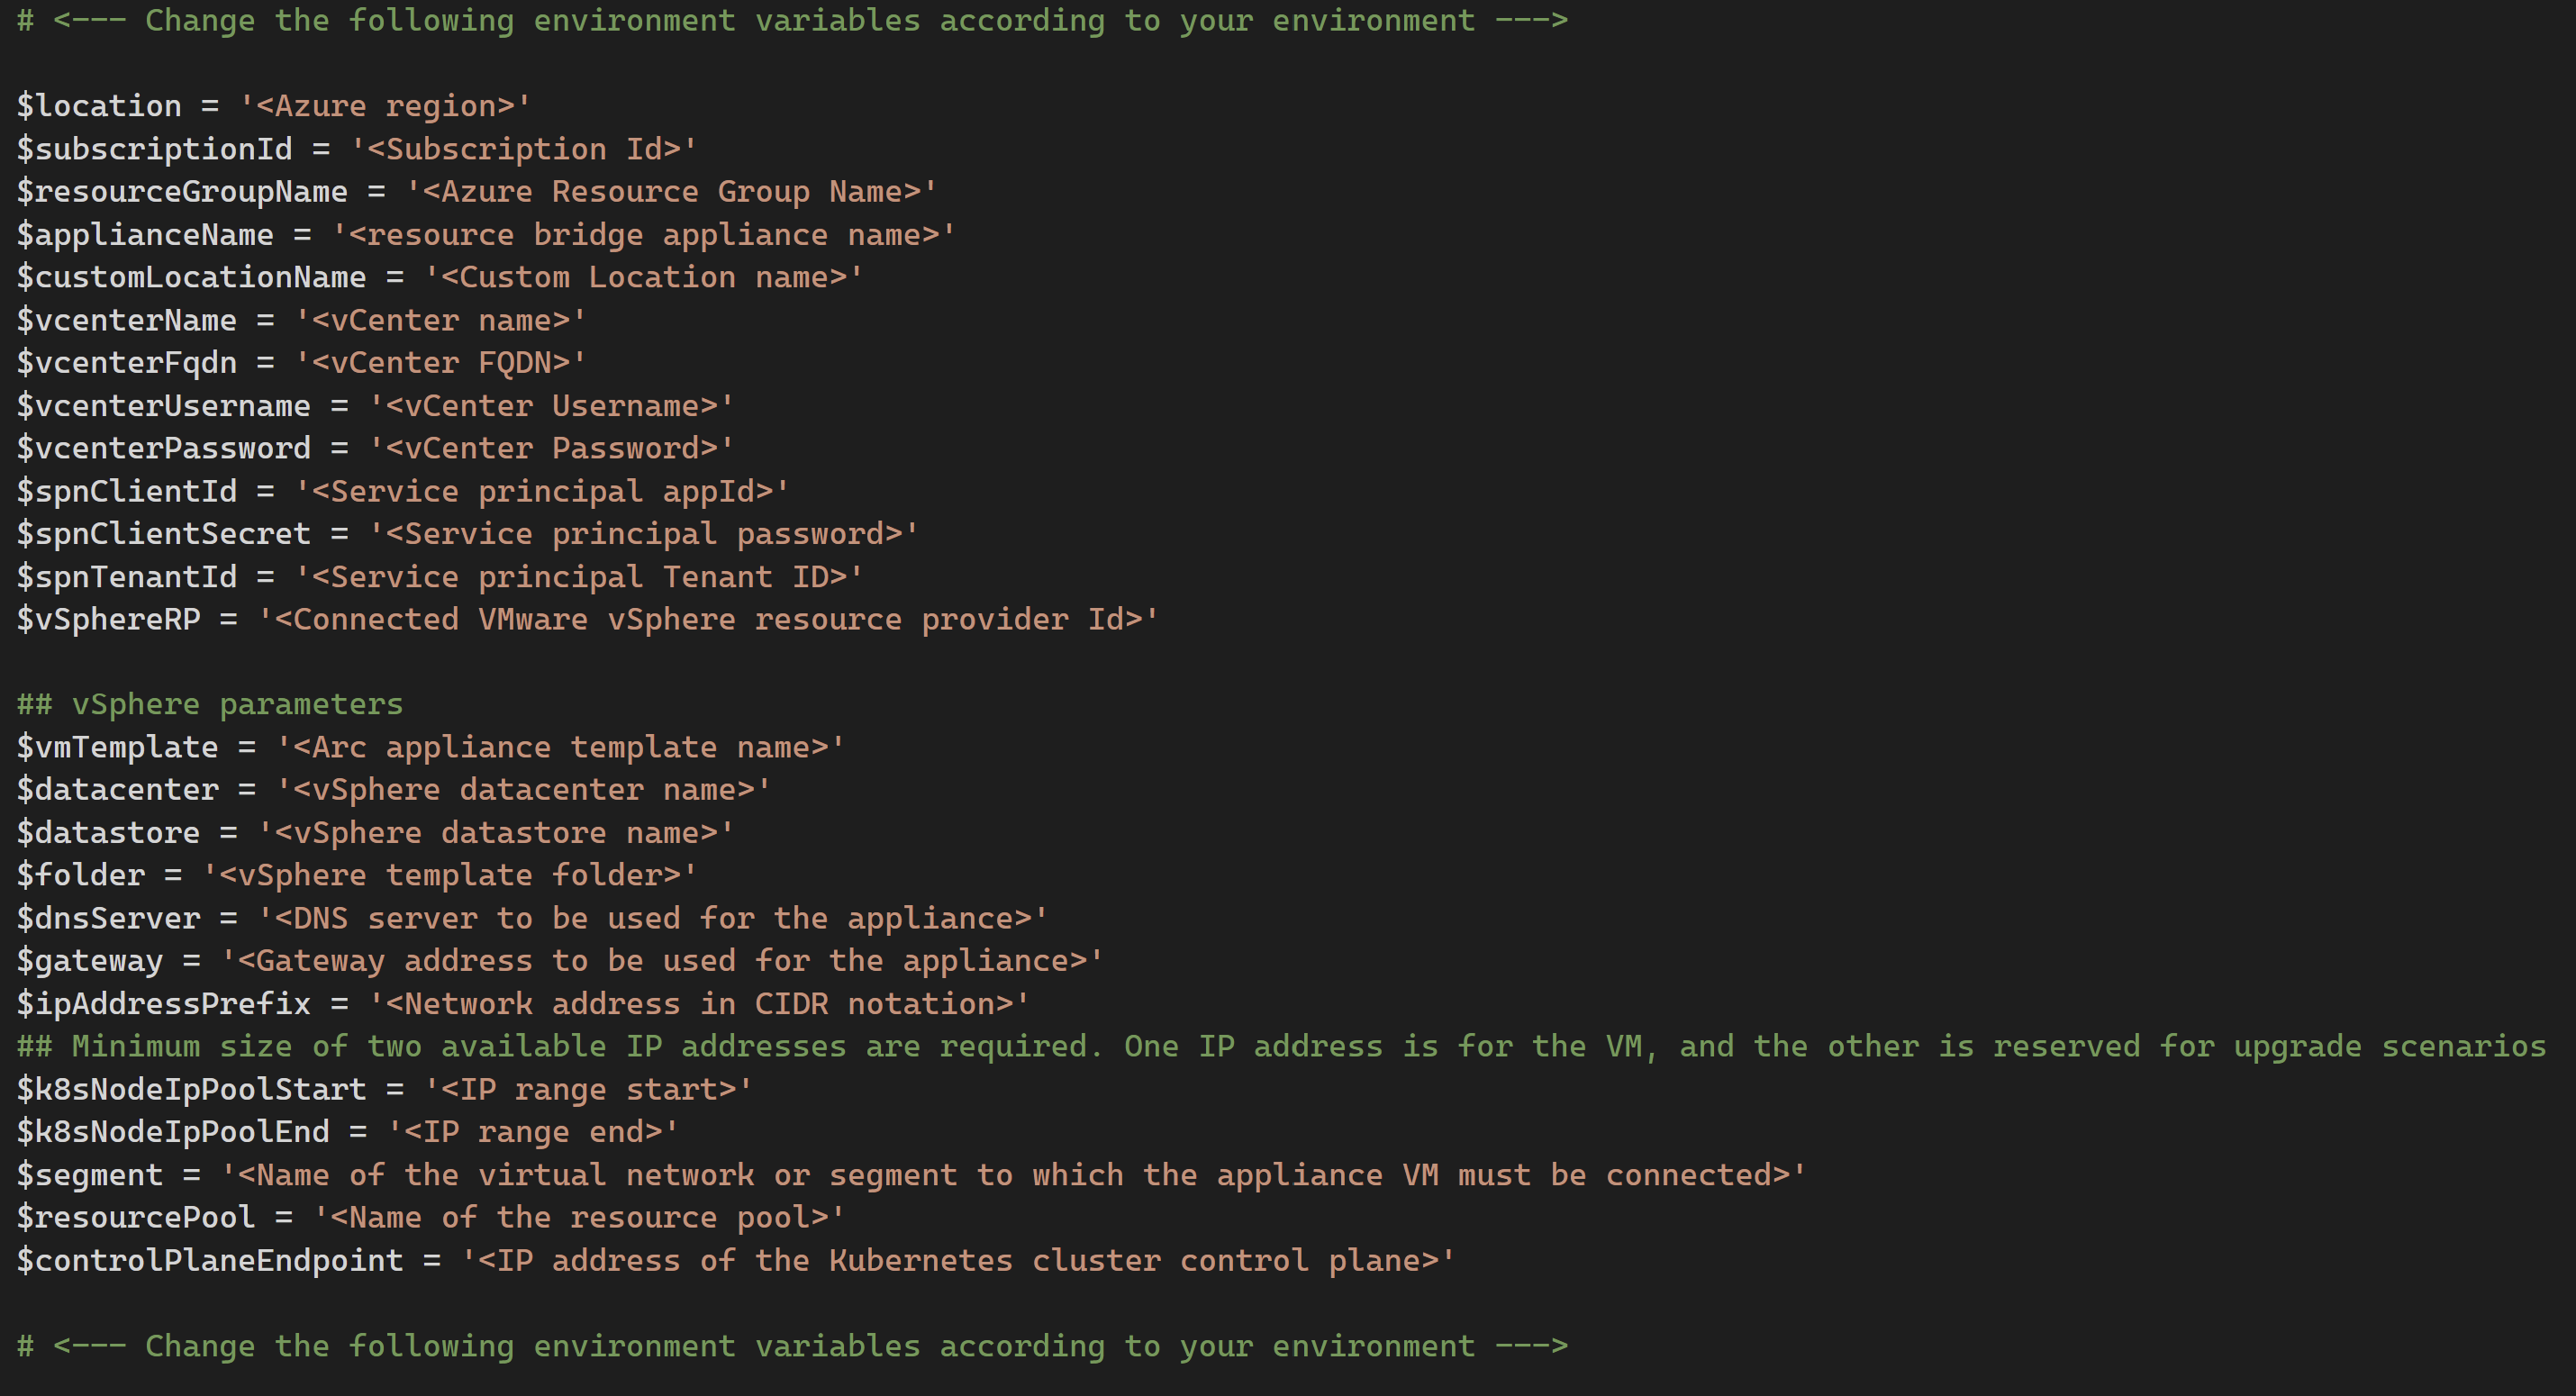 # <--- Change the following environment variables according to your environment --->
$location = '<Azure region>'
$subscriptionId = '<Subscription Id>'
$resourceGroupName = '<Azure Resource Group Name>'
$applianceName = '<resource bridge appliance name>'
$customLocationName = '<Custom Location name>'
$vcenterName = '<vCenter name>'
$vcenterFqdn = '<vCenter FQDN>'
$vcenterUsername = '<vCenter Username>'
$vcenterPassword = '<vCenter Password>'
$spnClientId = '<Service principal appId>'
$spnClientSecret = '<Service principal password>'
$spnTenantId = '<Service principal Tenant ID>'
$vSphereRP = '<Connected VMware vSphere resource provider Id>'
## vSphere parameters
$vmTemplate = '<Arc appliance template name>'
$datacenter = '<vSphere datacenter name>'
$datastore = '<vSphere datastore name>'
$folder = '<vSphere template folder>'
$dnsServer = '<DNS server to be used for the appliance>'
$gateway = '<Gateway address to be used for the appliance>'
$ipAddressPrefix = '<Network address in CIDR notation>'
## Minimum size of two available IP addresses are required. One IP address is for the VM, and the other is reserved for upgrade scenarios
$k8sNodeIpPoolStart = '<IP range start>'
$k8sNodeIpPoolEnd = '<IP range end>'
$segment = '<Name of the virtual network or segment to which the appliance VM must be connected>'
$resourcePool = '<Name of the resource pool>'
$controlPlaneEndpoint = '<IP address of the Kubernetes cluster control plane>'
# <--- Change the following environment variables according to your environment --->